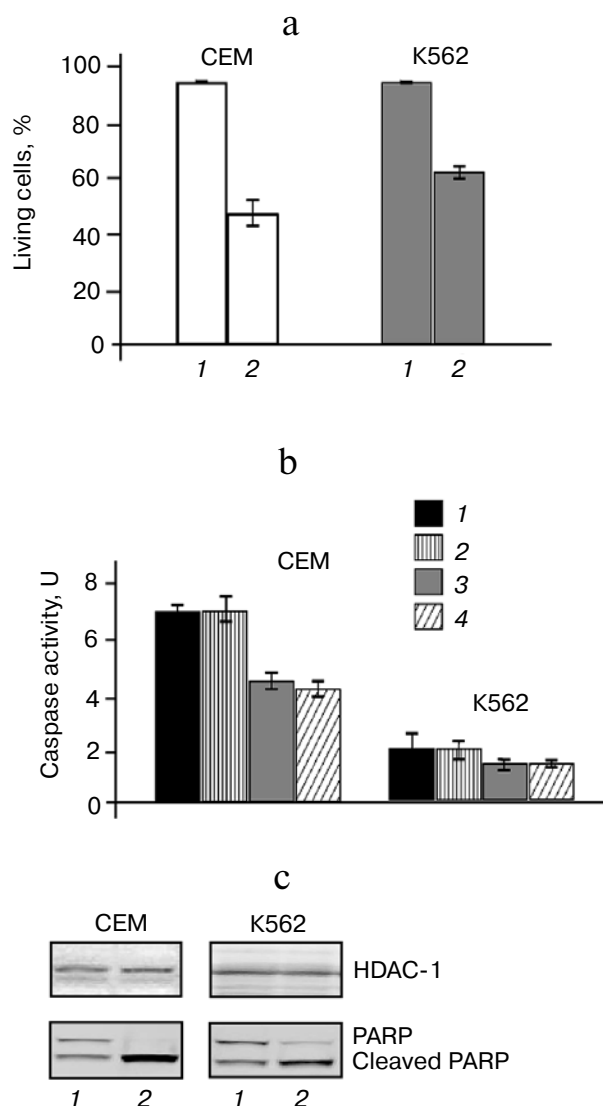 a
CEM
K562
100
80
60
40
20
0
Living cells, %
1 2 1 2
b
1
2
3
4
CEM
K562
8
6
4
2
0
Caspase activity, U
c
CEM K562
HDAC-1
PARP
Cleaved PARP
1 2 1 2